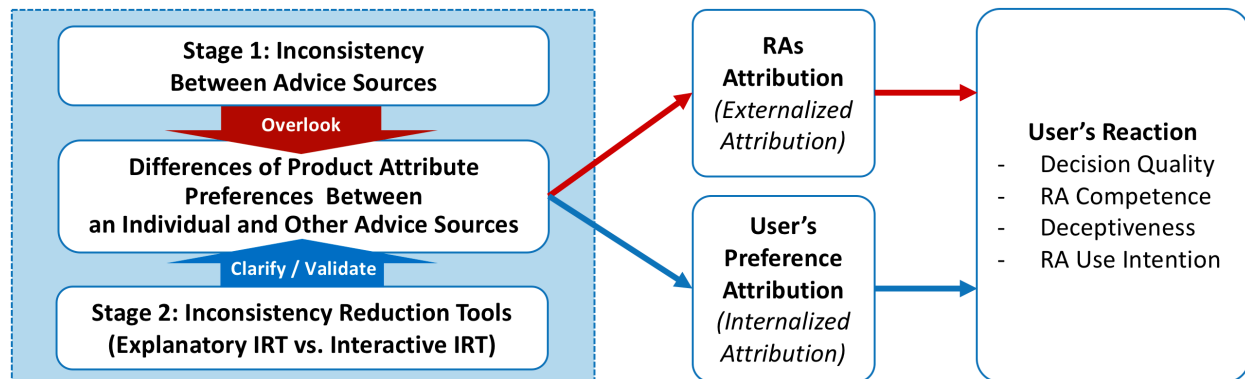 Stage 1: Inconsistency
Between Advice Sources
Overlook
Differences of Product Attribute
Preferences Between
an Individual and Other Advice Sources
Clarify / Validate
Stage 2: Inconsistency Reduction Tools
(Explanatory IRT vs. Interactive IRT)
RAs
Attribution
(Externalized
Attribution)
User's
Preference
Attribution
(Internalized
Attribution)
User's Reaction
- Decision Quality
- RA Competence
- Deceptiveness
- RA Use Intention